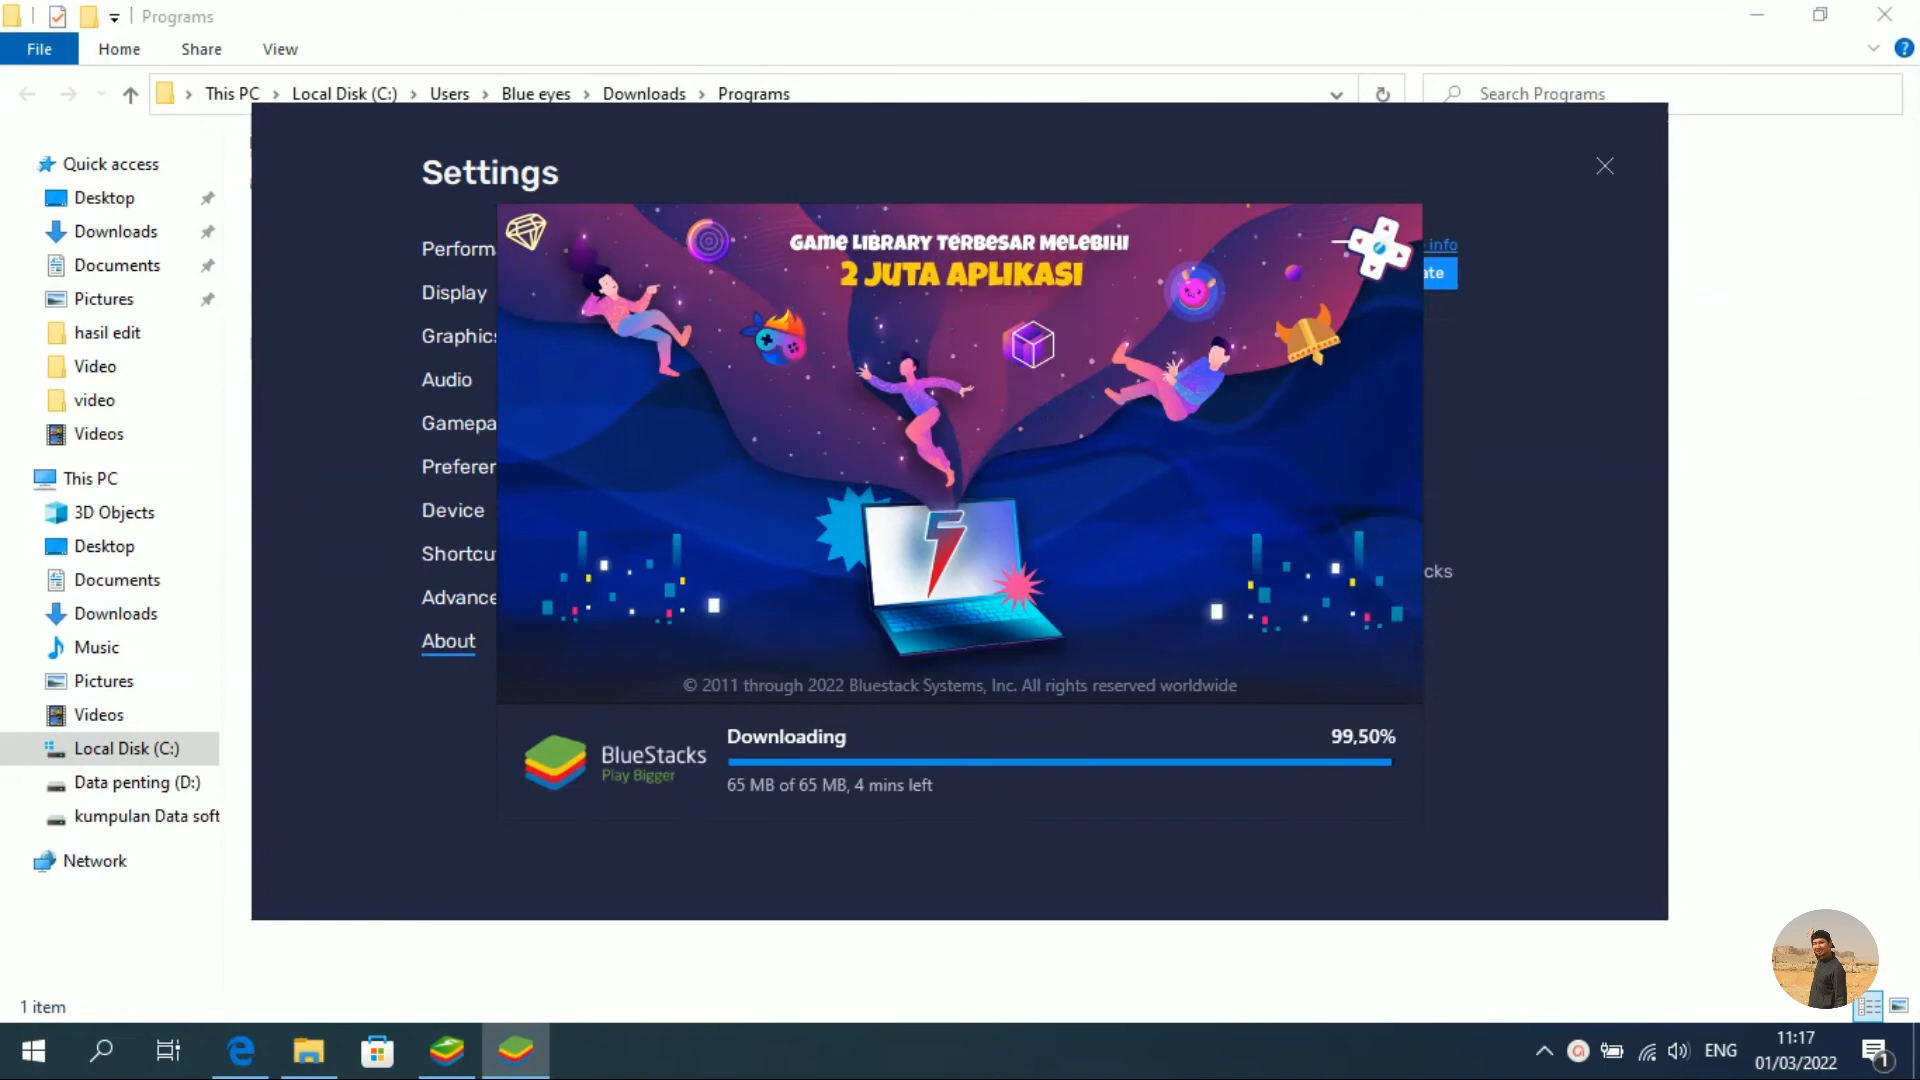 Programs
File
Home
Share
View
This PC
Local Disk (C:)
Users
Blue eyes
Downloads
Programs
Search Programs
Quick access
Desktop
Downloads
Documents
Pictures
hasil edit
Video
video
Videos
This PC
3D Objects
Desktop
Documents
Downloads
Music
Pictures
Videos
Local Disk (C:)
Data penting (D:)
kumpulan Data soft
Network
1 item
Settings
Perform
Display
Graphics
Audio
Gamepa
Preferen
Device
Shortcu
Advance
About
info
ate
cks
Game Library Terbesar Melebihi
2 Juta Aplikasi
© 2011 through 2022 Bluestack Systems, Inc. All rights reserved worldwide
BlueStacks
Play Bigger
Downloading
99,50%
65 MB of 65 MB, 4 mins left
ENG
11:17
01/03/2022
1